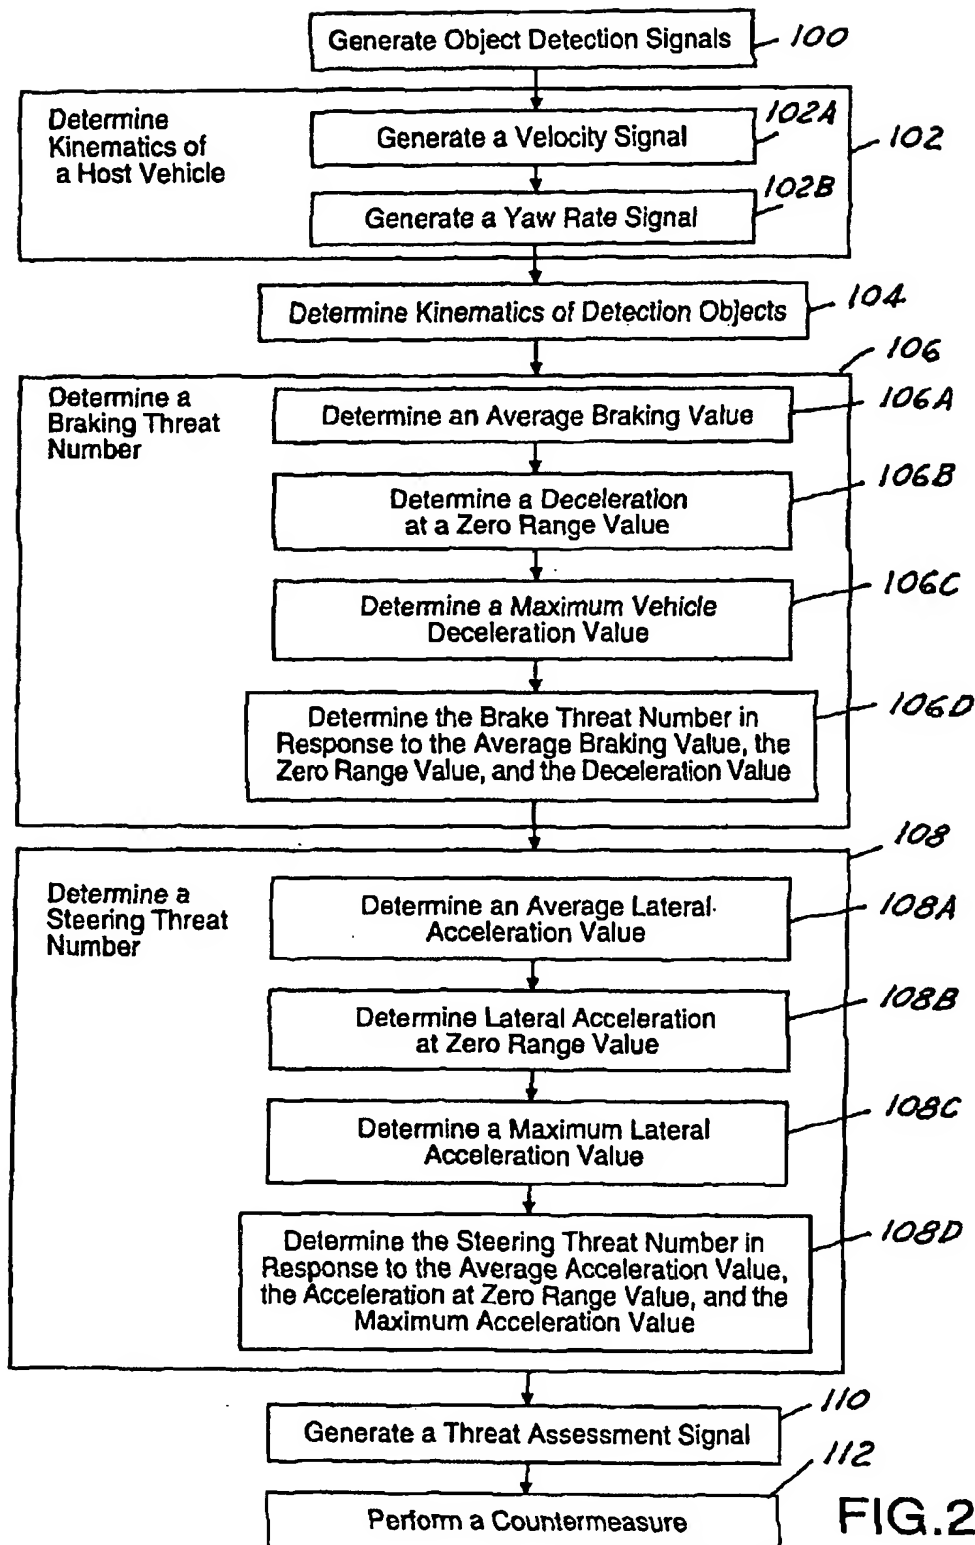 Generate Object Detection Signals
100
Determine
Kinematics of
a Host Vehicle
102A
Generate a Velocity Signal
102
102B
Generate a Yaw Rate Signal
104
Determine Kinematics of Detection Objects
106
Determine a
Braking Threat
Number
Determine an Average Braking Value
106A
106B
Determine a Deceleration
at a Zero Range Value
106C
Determine a Maximum Vehicle
Deceleration Value
106D
Determine the Brake Threat Number in
Response to the Average Braking Value, the
Zero Range Value, and the Deceleration Value
108
Determine a
Steering Threat
Number
Determine an Average Lateral
Acceleration Value
108A
108B
Determine Lateral Acceleration
at Zero Range Value
108C
Determine a Maximum Lateral
Acceleration Value
108D
Determine the Steering Threat Number in
Response to the Average Acceleration Value,
the Acceleration at Zero Range Value, and the
Maximum Acceleration Value
110
Generate a Threat Assessment Signal
112
Perform a Countermeasure
FIG.2